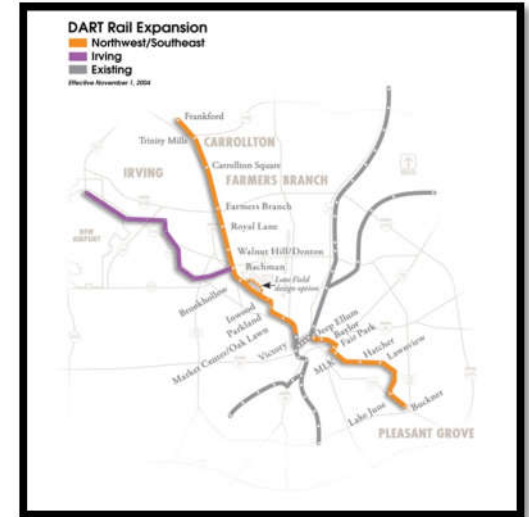 DART Rail Expansion
Northwest/Southeast
Irving
Existing
Effective November 1, 2004
Frankford
Trinity Mills
CARROLLTON
Carrollton Square
IRVING
FARMERS BRANCH
Farmers Branch
Royal Lane
DFW
AIRPORT
Walnut Hill/Denton
Bachman
Love Field
design option
Brookhollow
Inwood
Parkland
Market Center/Oak Lawn
Victory
Deep Ellum
Baylor
Fair Park
MLK
Hatcher
Lawnview
Lake June
Buckner
PLEASANT GROVE